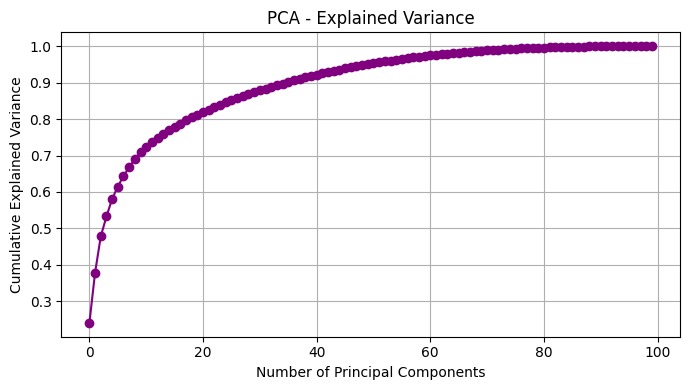 PCA - Explained Variance
Cumulative Explained Variance
1.0
0.9
0.8
0.7
0.6
0.5
0.4
0.3
0 20 40 60 80 100
Number of Principal Components